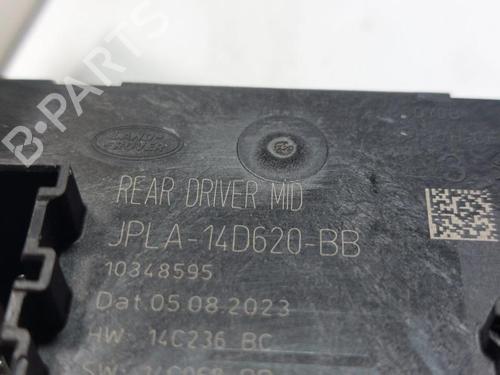 LAND
ROVER
REAR DRIVER MID
JPLA-14D620-BB
10348595
Dat.05.08.2023
HW- 14C236 BC
B-PARTS